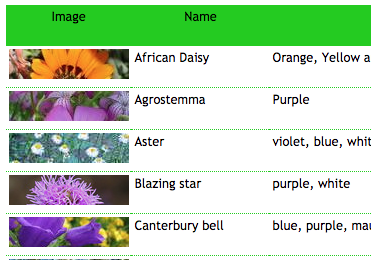 Image Name
African Daisy Orange, Yellow a
Agrostemma Purple
Aster violet, blue, whit
Blazing star purple, white
Canterbury bell blue, purple, mau